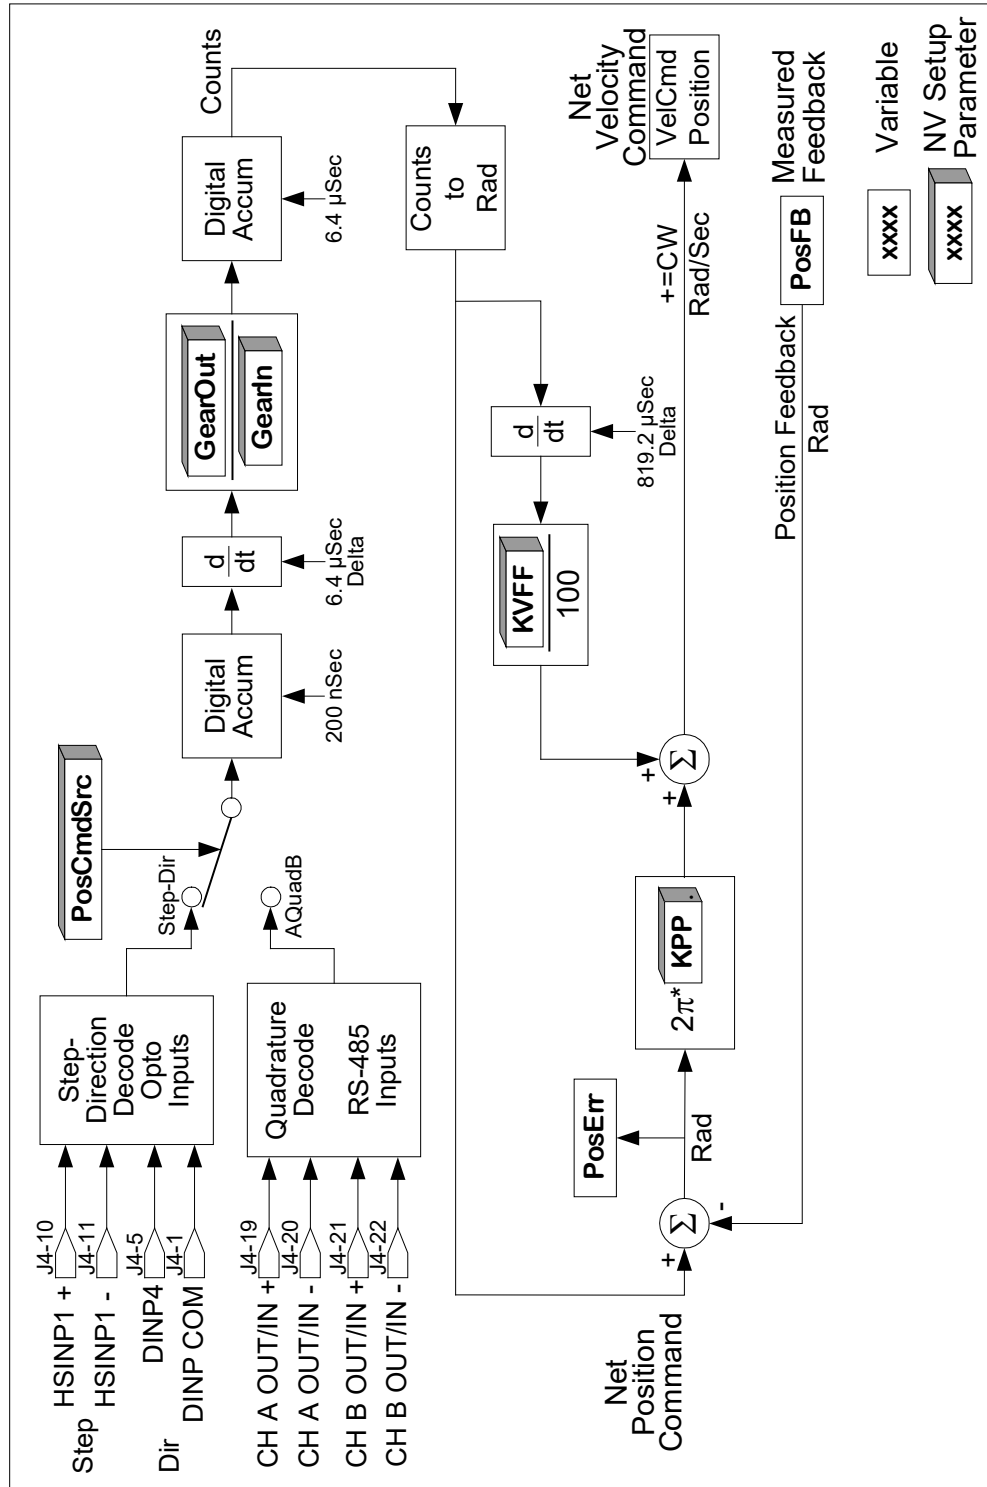 Step
HSINP1 +
J4-10
HSINP1 -
J4-11
Dir
DINP4
J4-5
DINP COM
J4-1
Step-
Direction
Decode
Opto
Inputs
CH A OUT/IN +
J4-19
CH A OUT/IN -
J4-20
CH B OUT/IN +
J4-21
CH B OUT/IN -
J4-22
Quadrature
Decode
RS-485
Inputs
PosCmdSrc
Step-Dir
AQuadB
Digital
Accum
200 nSec
d
dt
6.4 µSec
Delta
GearOut
GearIn
Digital
Accum
6.4 µSec
Counts
Counts
to
Rad
d
dt
819.2 µSec
Delta
KVFF
100
Net
Position
Command
+
Σ
-
Rad
PosErr
2π*
KPP
+
+
Σ
+=CW
Rad/Sec
Net
Velocity
Command
VelCmd
Position
Position Feedback
Rad
PosFB
Measured
Feedback
xxxx
Variable
xxxx
NV Setup
Parameter